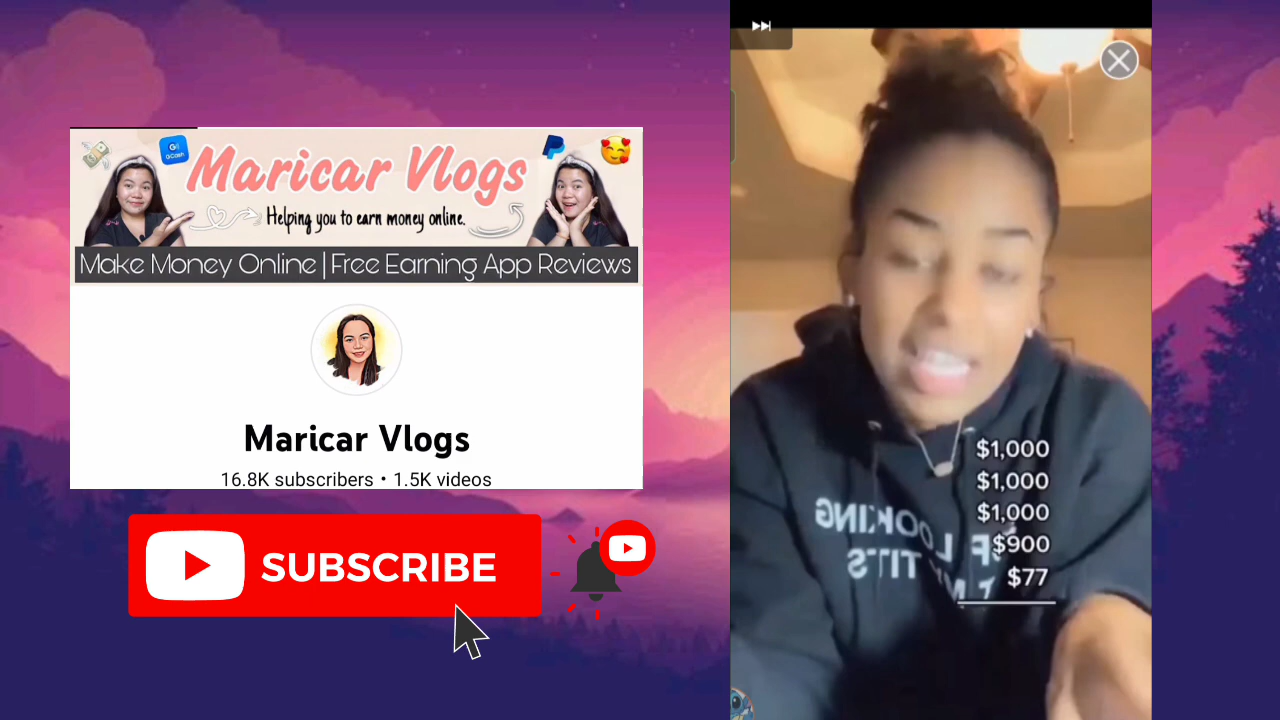 GCash
Maricar Vlogs
Helping you to earn money online.
Make Money Online | Free Earning App Reviews
Maricar Vlogs
16.8K subscribers • 1.5K videos
SUBSCRIBE
$1,000
$1,000
$1,000
$900
$77
LOOKING